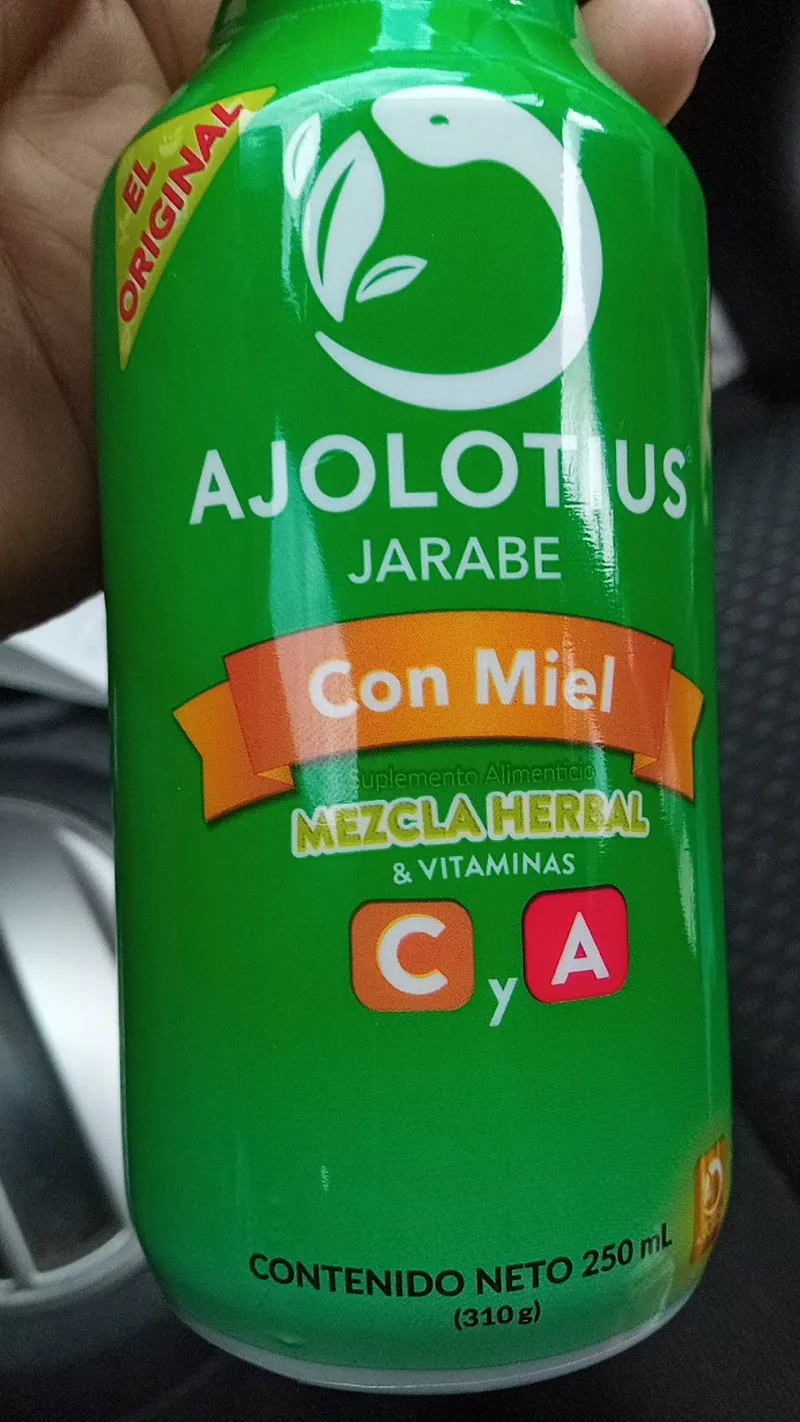 EL
ORIGINAL
AJOLOTIUS
JARABE
Con Miel
Suplemento Alimenticio
MEZCLA HERBAL
& VITAMINAS
C y A
CONTENIDO NETO 250 mL
(310 g)